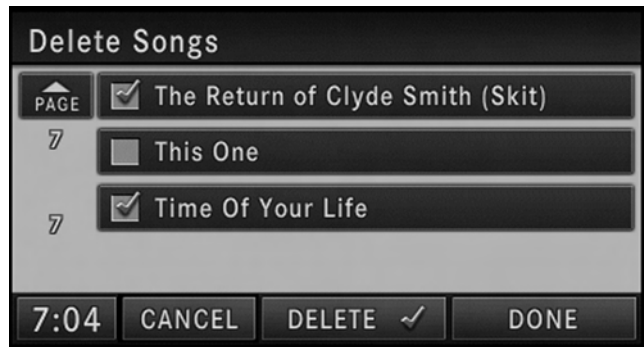 Delete Songs
PAGE
The Return of Clyde Smith (Skit)
7
This One
Time Of Your Life
7
7:04 CANCEL DELETE DONE